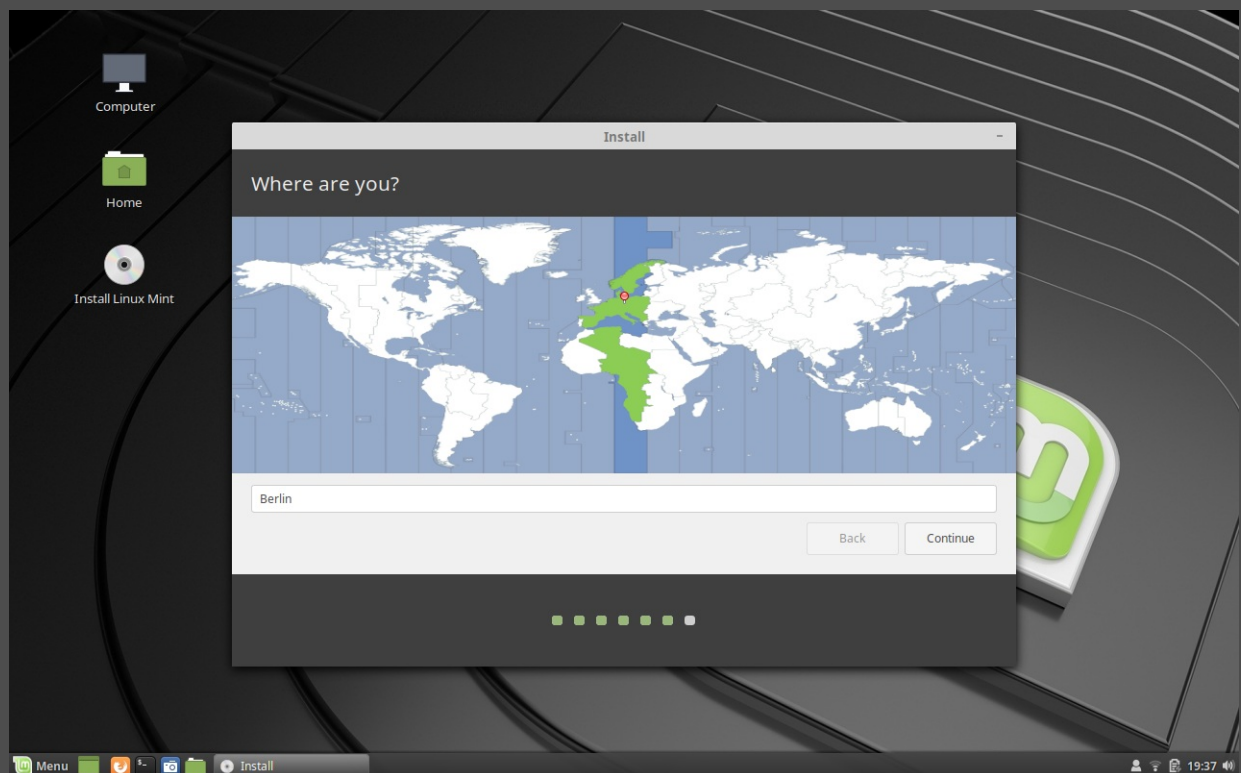 Computer
Home
Install Linux Mint
Install
Where are you?
Berlin
Back
Continue
Menu
Install
19:37